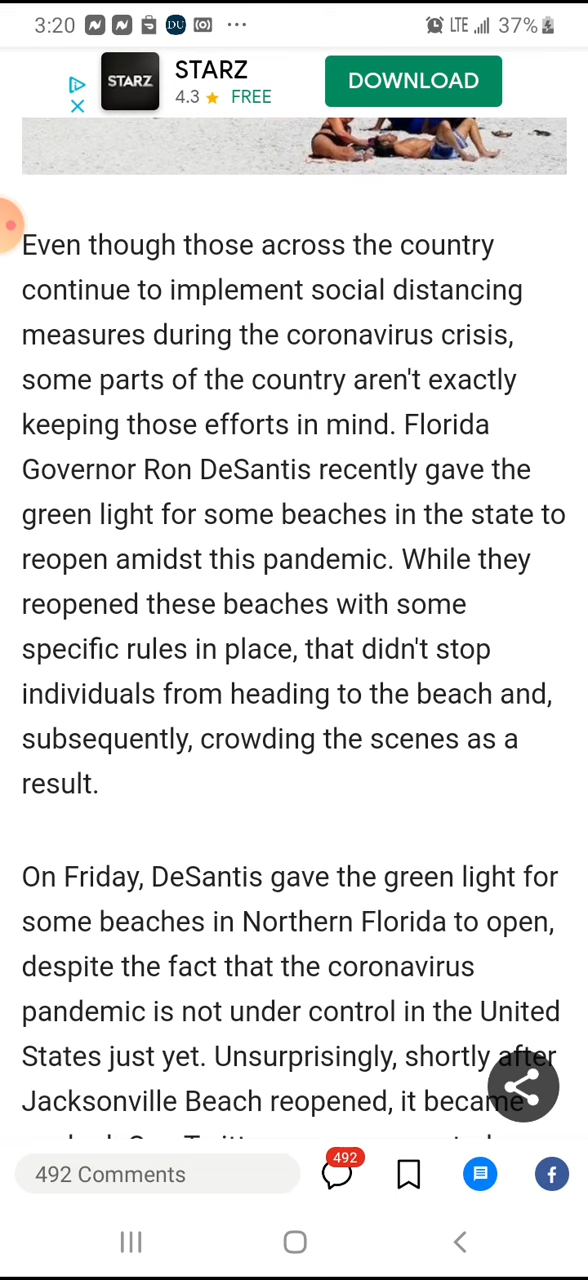 3:20
DU
LTE
37%
STARZ
STARZ
4.3 ★ FREE
DOWNLOAD
Even though those across the country
continue to implement social distancing
measures during the coronavirus crisis,
some parts of the country aren't exactly
keeping those efforts in mind. Florida
Governor Ron DeSantis recently gave the
green light for some beaches in the state to
reopen amidst this pandemic. While they
reopened these beaches with some
specific rules in place, that didn't stop
individuals from heading to the beach and,
subsequently, crowding the scenes as a
result.
On Friday, DeSantis gave the green light for
some beaches in Northern Florida to open,
despite the fact that the coronavirus
pandemic is not under control in the United
States just yet. Unsurprisingly, shortly after
Jacksonville Beach reopened, it became
492 Comments
492